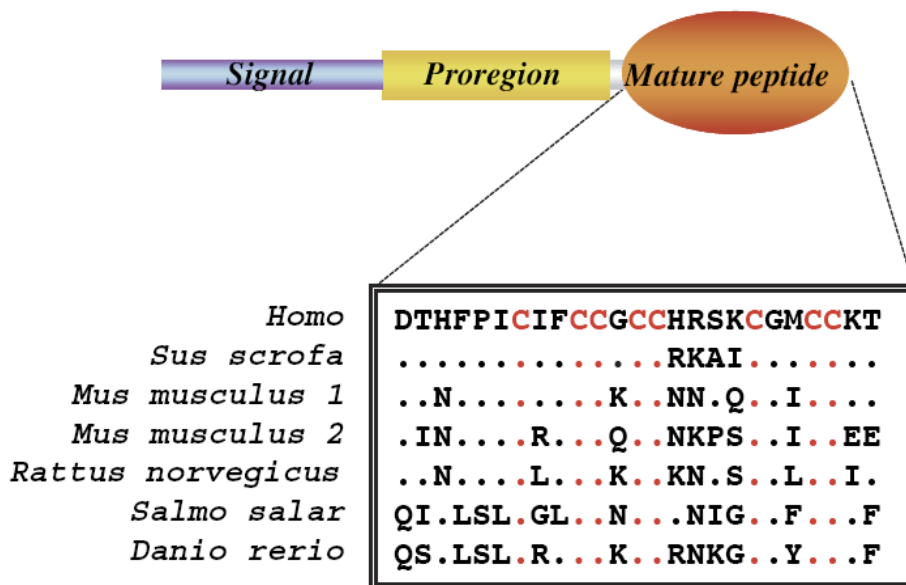 Signal Proregion Mature peptide
Homo DTHFPICIFCCGCCHRSKCGMCCKT
Sus scrofa ..............RKAI.......
Mus musculus 1 ..N........K..NN.Q..I....
Mus musculus 2 .IN....R...Q..NKPS..I..EE
Rattus norvegicus ..N....L...K..KN.S..L..I.
Salmo salar QI.LSL.GL..N...NIG..F...F
Danio rerio QS.LSL.R...K..RNKG..Y...F